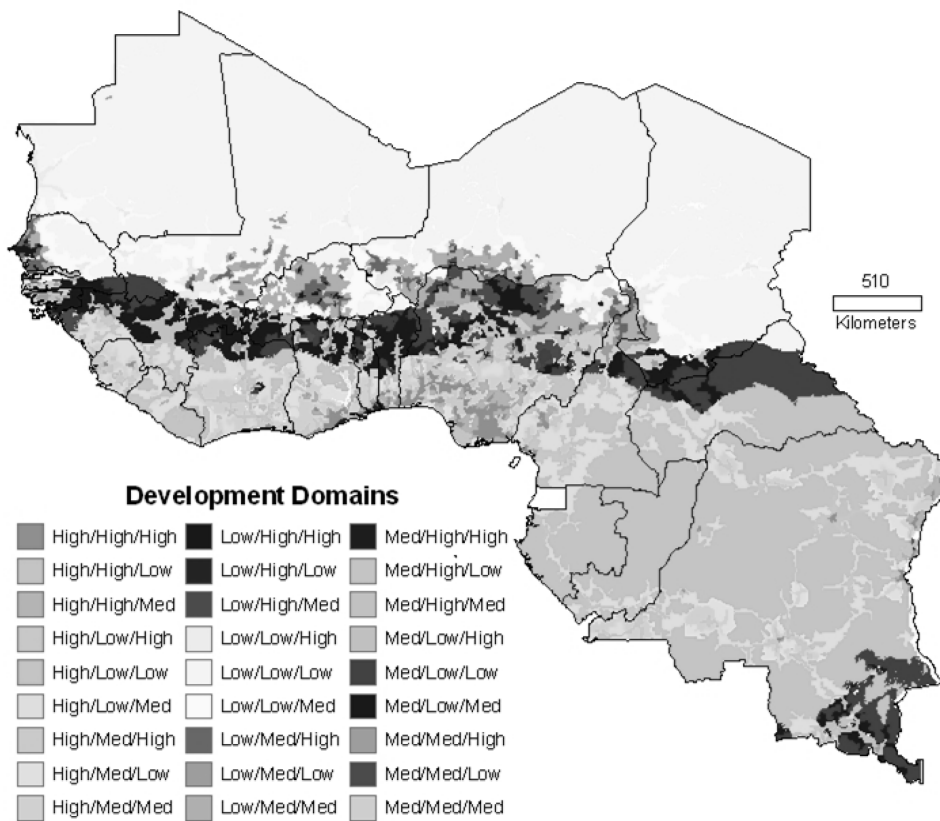 510
Kilometers
Development Domains
High/High/High Low/High/High Med/High/High
High/High/Low Low/High/Low Med/High/Low
High/High/Med Low/High/Med Med/High/Med
High/Low/High Low/Low/High Med/Low/High
High/Low/Low Low/Low/Low Med/Low/Low
High/Low/Med Low/Low/Med Med/Low/Med
High/Med/High Low/Med/High Med/Med/High
High/Med/Low Low/Med/Low Med/Med/Low
High/Med/Med Low/Med/Med Med/Med/Med